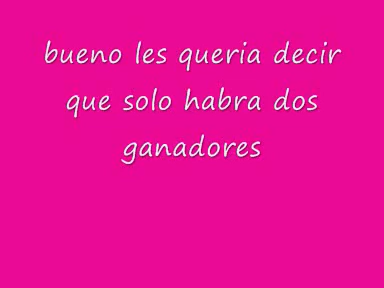 bueno les queria decir
que solo habra dos
ganadores